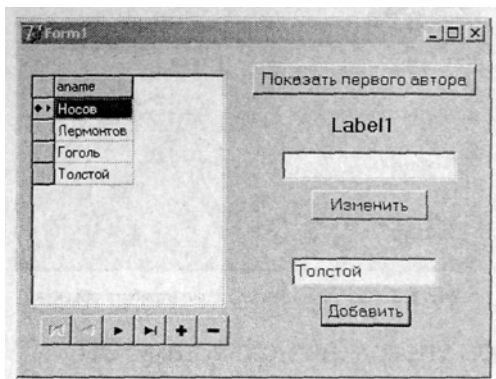 Form1
aname
Носов
Лермонтов
Гоголь
Толстой
Показать первого автора
Label1
Изменить
Толстой
Добавить